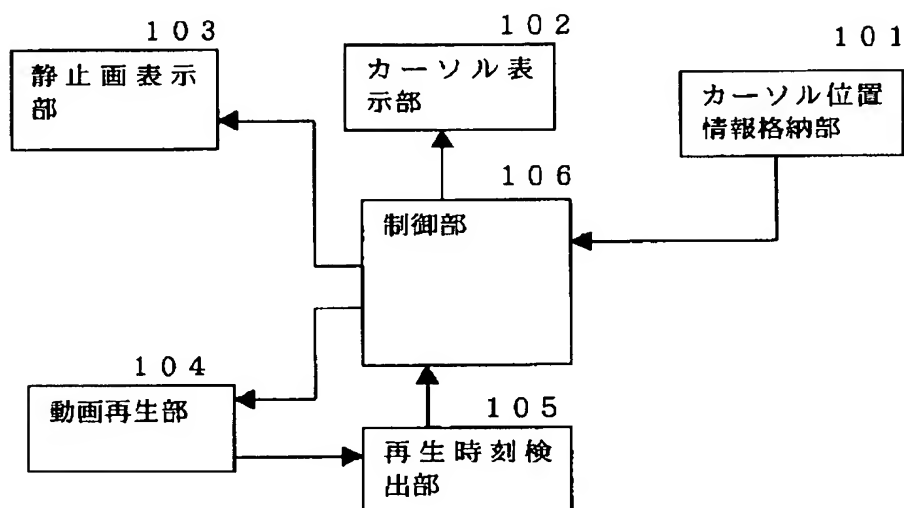 103
静止画表示
部
102
カーソル表
示部
101
カーソル位置
情報格納部
106
制御部
104
動画再生部
105
再生時刻検
出部